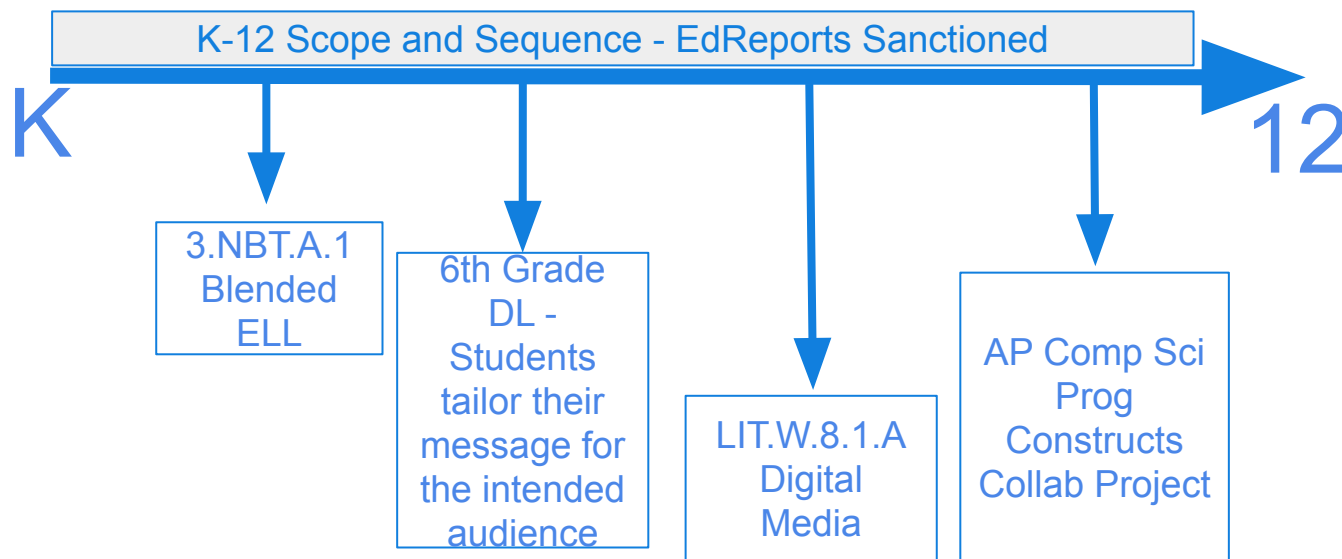 K-12 Scope and Sequence - EdReports Sanctioned
K
12
3.NBT.A.1
Blended
ELL
6th Grade
DL -
Students
tailor their
message for
the intended
audience
LIT.W.8.1.A
Digital
Media
AP Comp Sci
Prog
Constructs
Collab Project